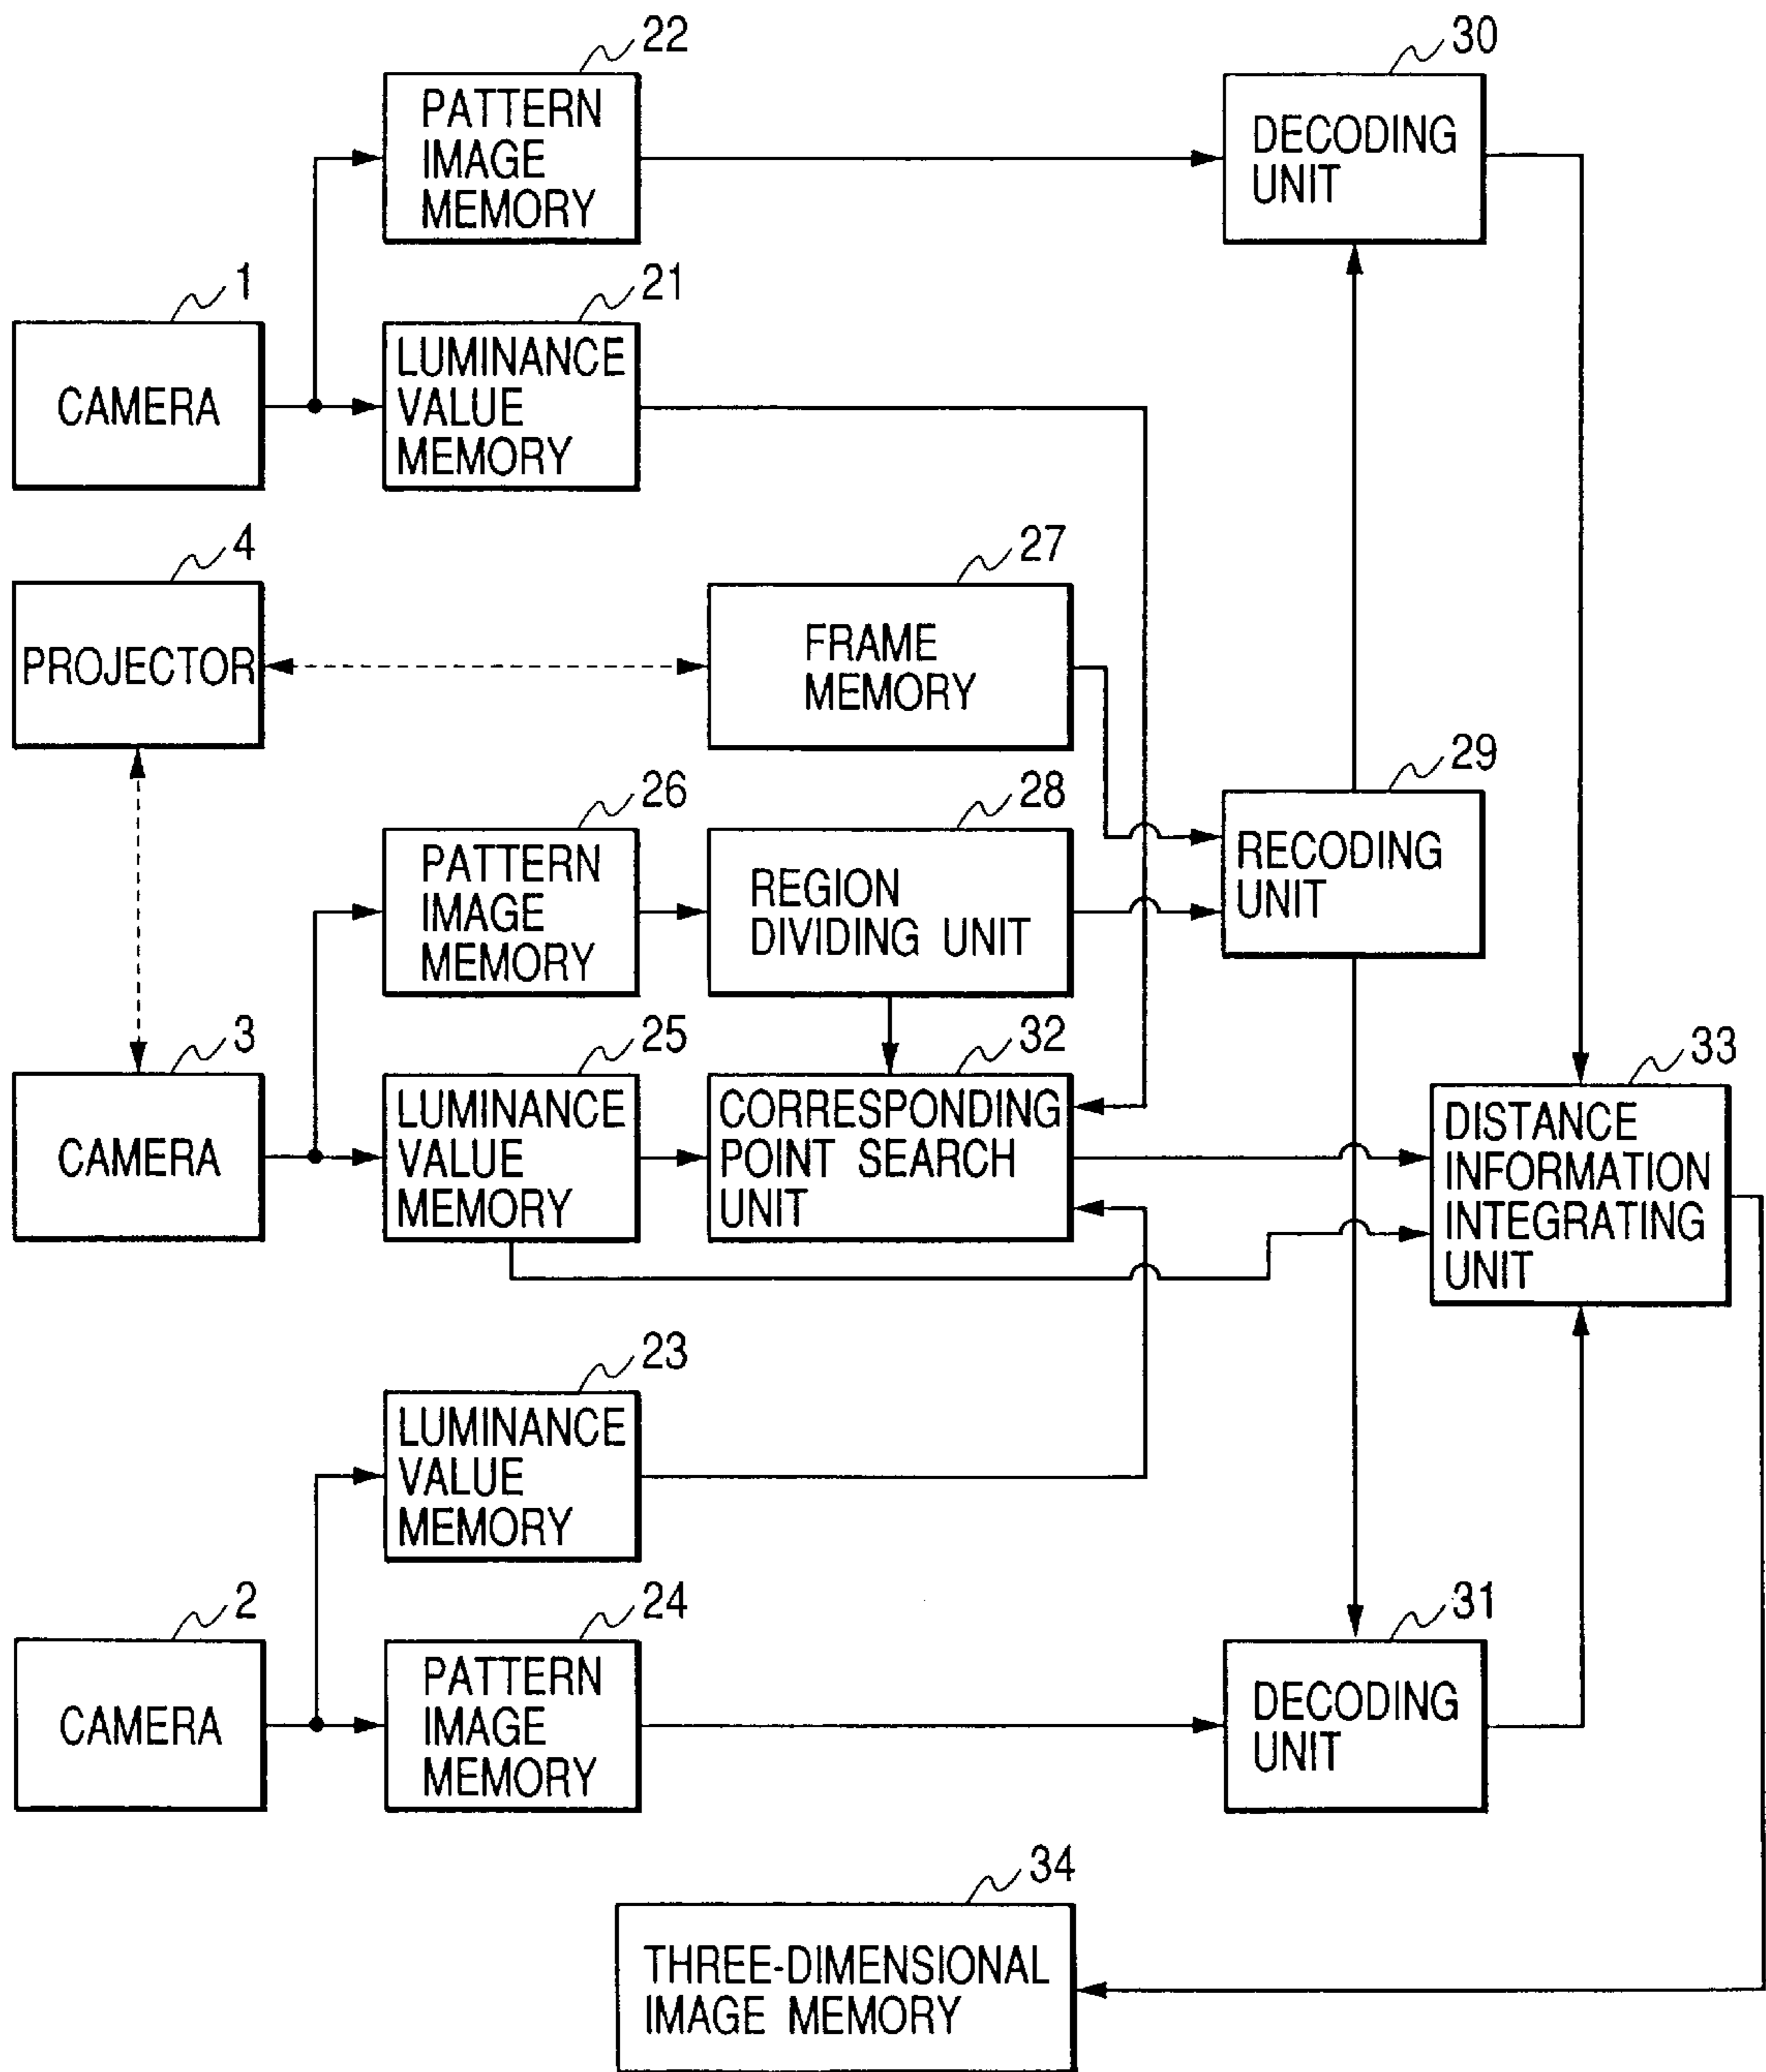 22
PATTERN
IMAGE
MEMORY
30
DECODING
UNIT
1
CAMERA
21
LUMINANCE
VALUE
MEMORY
4
PROJECTOR
27
FRAME
MEMORY
29
RECODING
UNIT
26
PATTERN
IMAGE
MEMORY
28
REGION
DIVIDING UNIT
3
CAMERA
25
LUMINANCE
VALUE
MEMORY
32
CORRESPONDING
POINT SEARCH
UNIT
33
DISTANCE
INFORMATION
INTEGRATING
UNIT
23
LUMINANCE
VALUE
MEMORY
2
CAMERA
24
PATTERN
IMAGE
MEMORY
31
DECODING
UNIT
34
THREE-DIMENSIONAL
IMAGE MEMORY